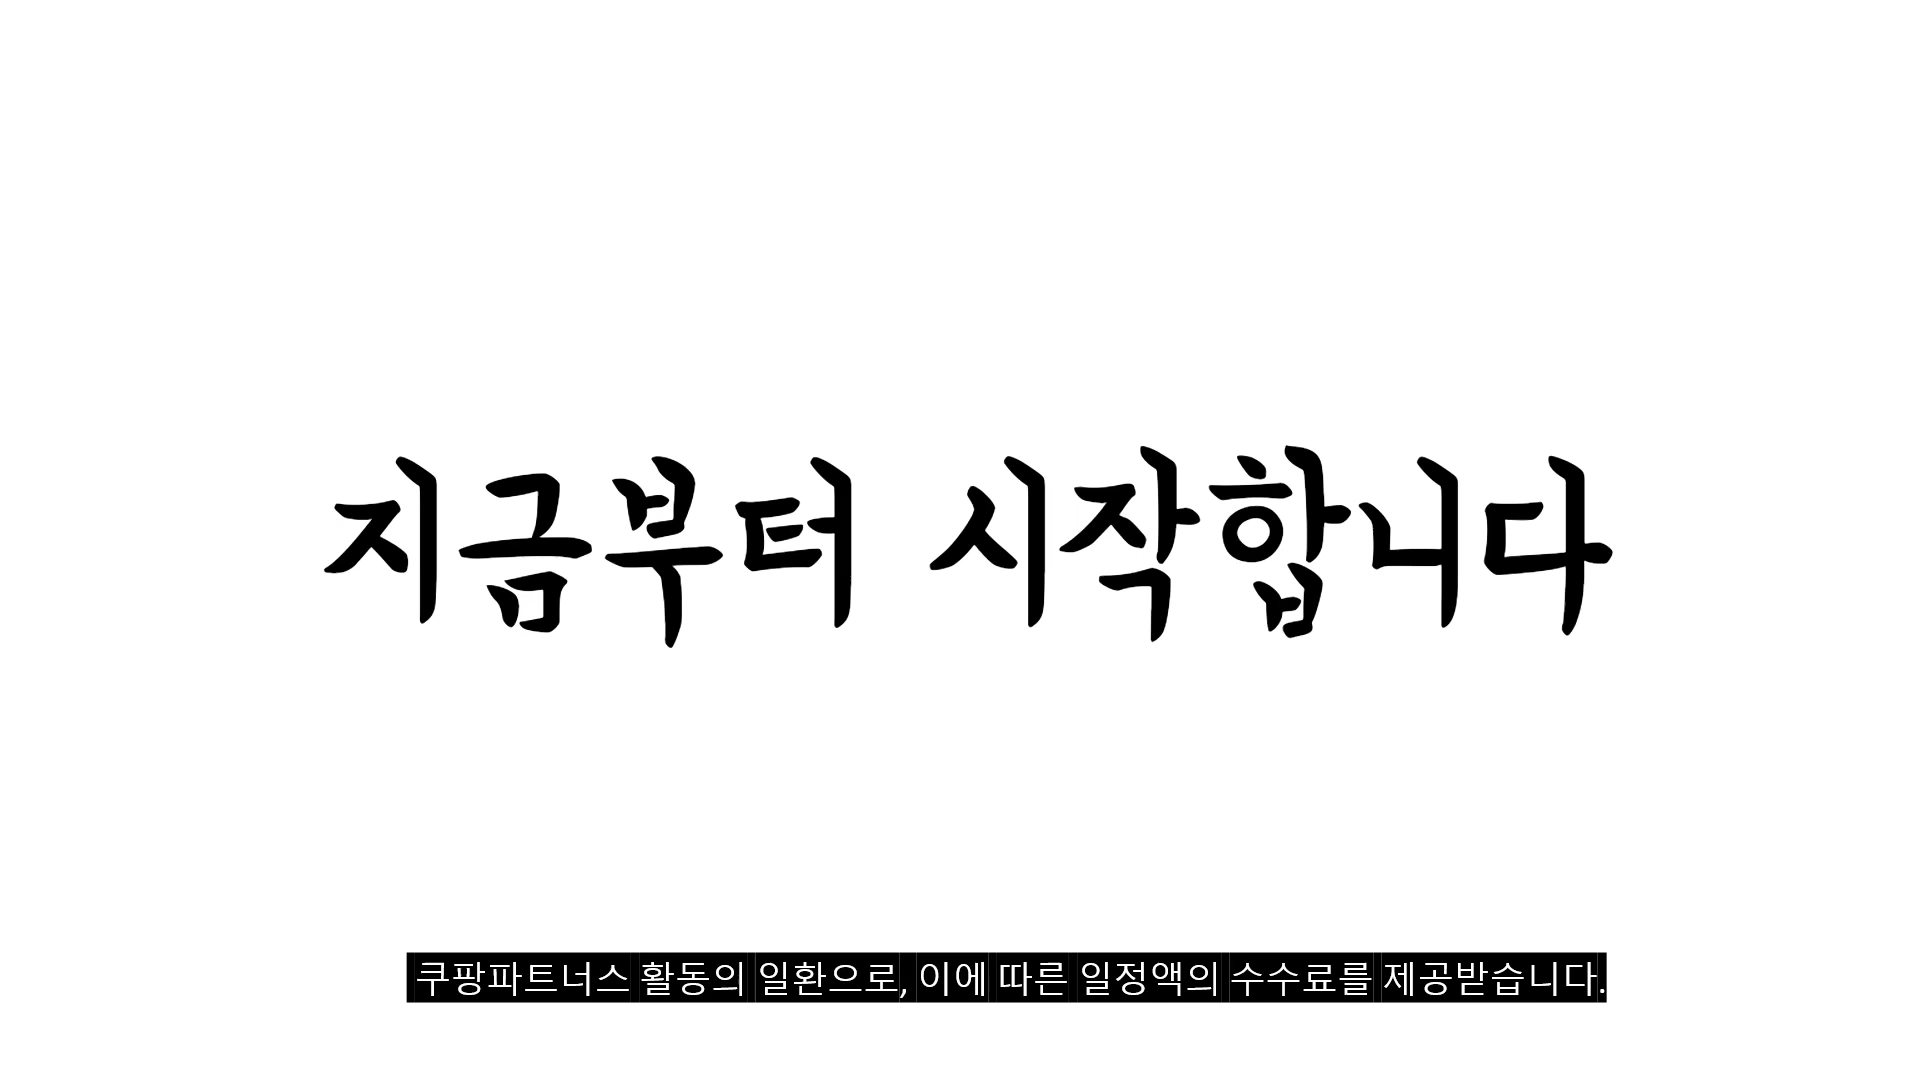 지금부터 시작합니다
쿠팡파트너스 활동의 일환으로, 이에 따른 일정액의 수수료를 제공받습니다.